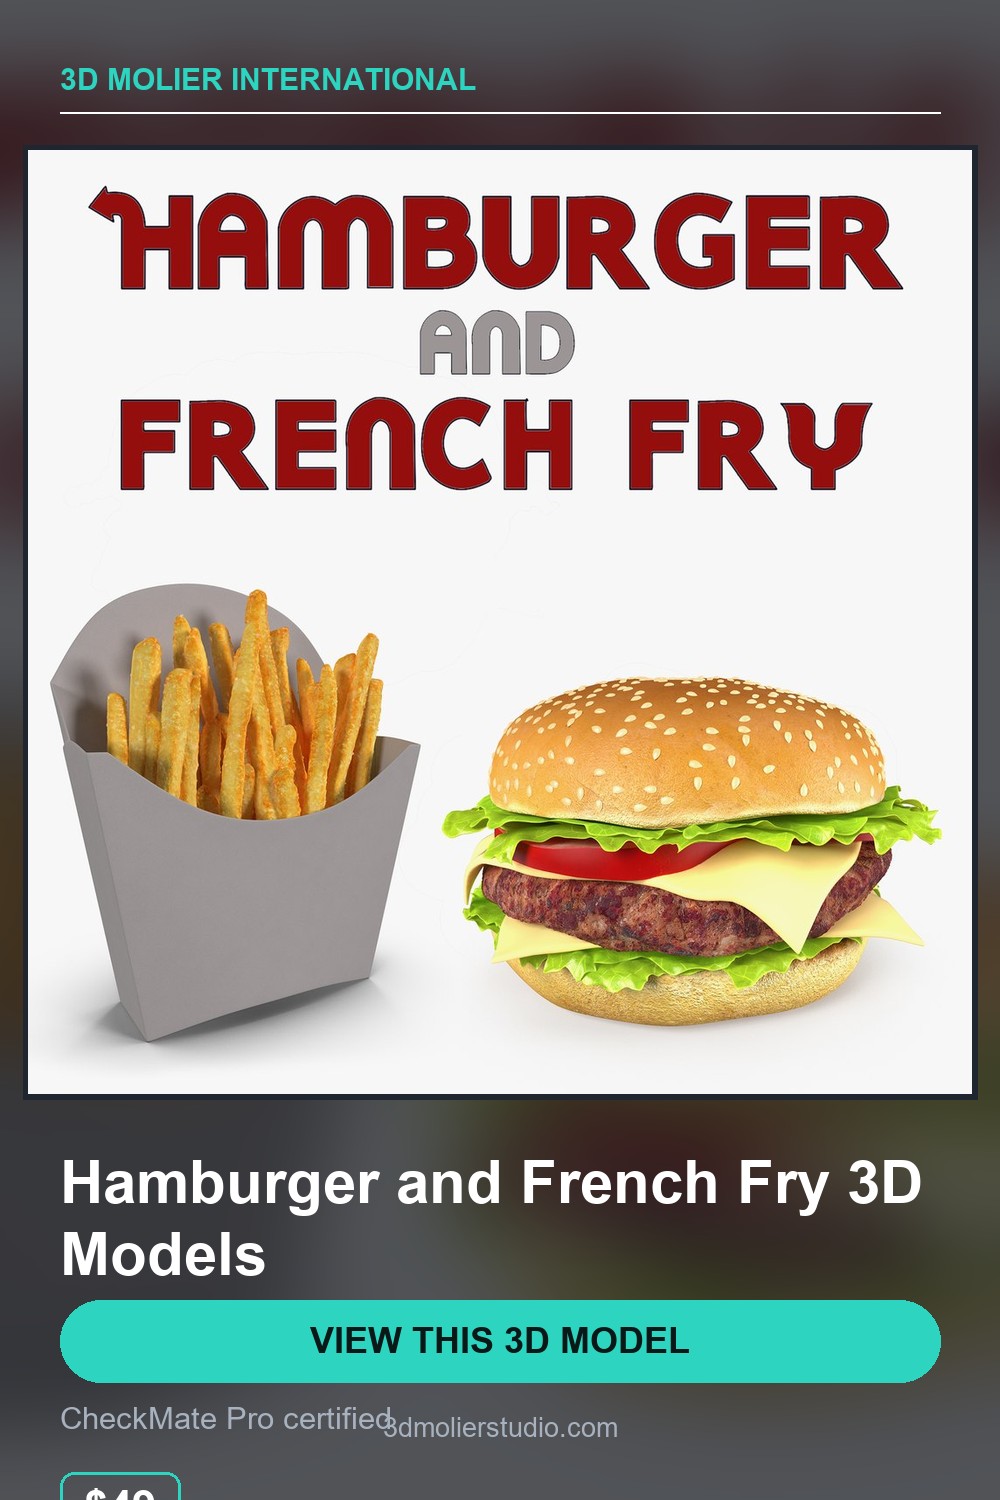 3D MOLIER INTERNATIONAL
HAMBURGER
AND
FRENCH FRY
Hamburger and French Fry 3D
Models
VIEW THIS 3D MODEL
CheckMate Pro certified
3dmolierstudio.com